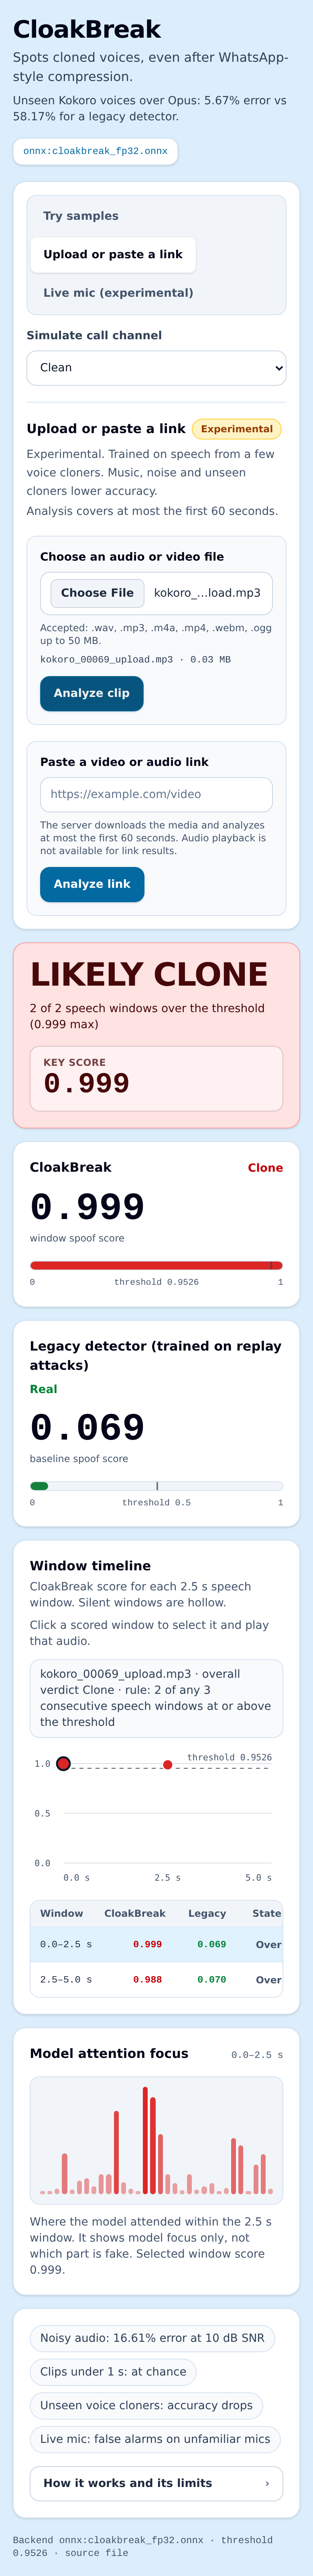 CloakBreak
Spots cloned voices, even after WhatsApp-
style compression.
Unseen Kokoro voices over Opus: 5.67% error vs
58.17% for a legacy detector.
onnx:cloakbreak_fp32.onnx
Try samples
Upload or paste a link
Live mic (experimental)
Simulate call channel
Clean
Upload or paste a link Experimental
Experimental. Trained on speech from a few
voice cloners. Music, noise and unseen
cloners lower accuracy.
Analysis covers at most the first 60 seconds.
Choose an audio or video file
Choose File kokoro_...load.mp3
Accepted: .wav, .mp3, .m4a, .mp4, .webm, .ogg
up to 50 MB.
kokoro_00069_upload.mp3 · 0.03 MB
Analyze clip
Paste a video or audio link
https://example.com/video
The server downloads the media and analyzes
at most the first 60 seconds. Audio playback is
not available for link results.
Analyze link
LIKELY CLONE
2 of 2 speech windows over the threshold
(0.999 max)
KEY SCORE
0.999
CloakBreak Clone
0.999
window spoof score
0 threshold 0.9526 1
Legacy detector (trained on replay
attacks)
Real
0.069
baseline spoof score
0 threshold 0.5 1
Window timeline
CloakBreak score for each 2.5 s speech
window. Silent windows are hollow.
Click a scored window to select it and play
that audio.
kokoro_00069_upload.mp3 · overall
verdict Clone · rule: 2 of any 3
consecutive speech windows at or above
the threshold
threshold 0.9526
1.0
0.5
0.0
0.0 s 2.5 s 5.0 s
Window CloakBreak Legacy State
0.0–2.5 s 0.999 0.069 Over
2.5–5.0 s 0.988 0.070 Over
Model attention focus 0.0–2.5 s
Where the model attended within the 2.5 s
window. It shows model focus only, not
which part is fake. Selected window score
0.999.
Noisy audio: 16.61% error at 10 dB SNR
Clips under 1 s: at chance
Unseen voice cloners: accuracy drops
Live mic: false alarms on unfamiliar mics
How it works and its limits ›
Backend onnx:cloakbreak_fp32.onnx · threshold
0.9526 · source file